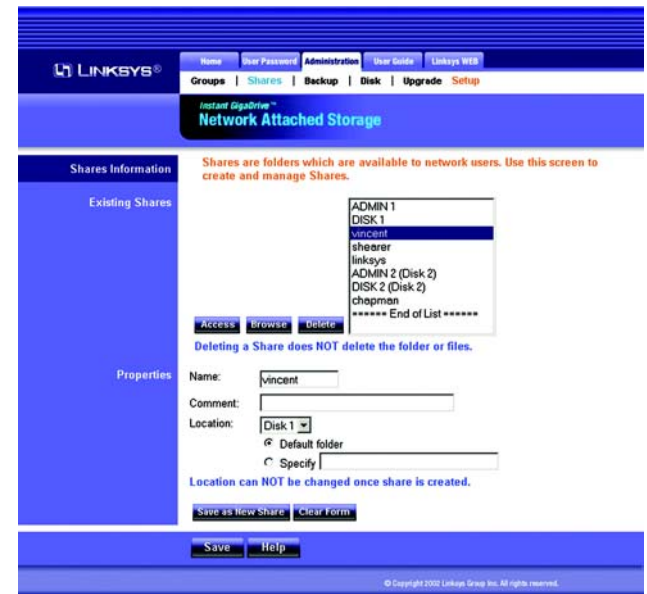 LINKSYS®
Home User Password Administration User Guide Linksys WEB
Groups | Shares | Backup | Disk | Upgrade Setup
Instant GigaDrive™
Network Attached Storage
Shares Information
Shares are folders which are available to network users. Use this screen to
create and manage Shares.
Existing Shares
ADMIN 1
DISK 1
vincent
shearer
linksys
ADMIN 2 (Disk 2)
DISK 2 (Disk 2)
chapman
====== End of List ======
Access Browse Delete
Deleting a Share does NOT delete the folder or files.
Properties
Name: vincent
Comment:
Location: Disk 1
Default folder
Specify
Location can NOT be changed once share is created.
Save as New Share Clear Form
Save Help
© Copyright 2002 Linksys Group Inc. All rights reserved.